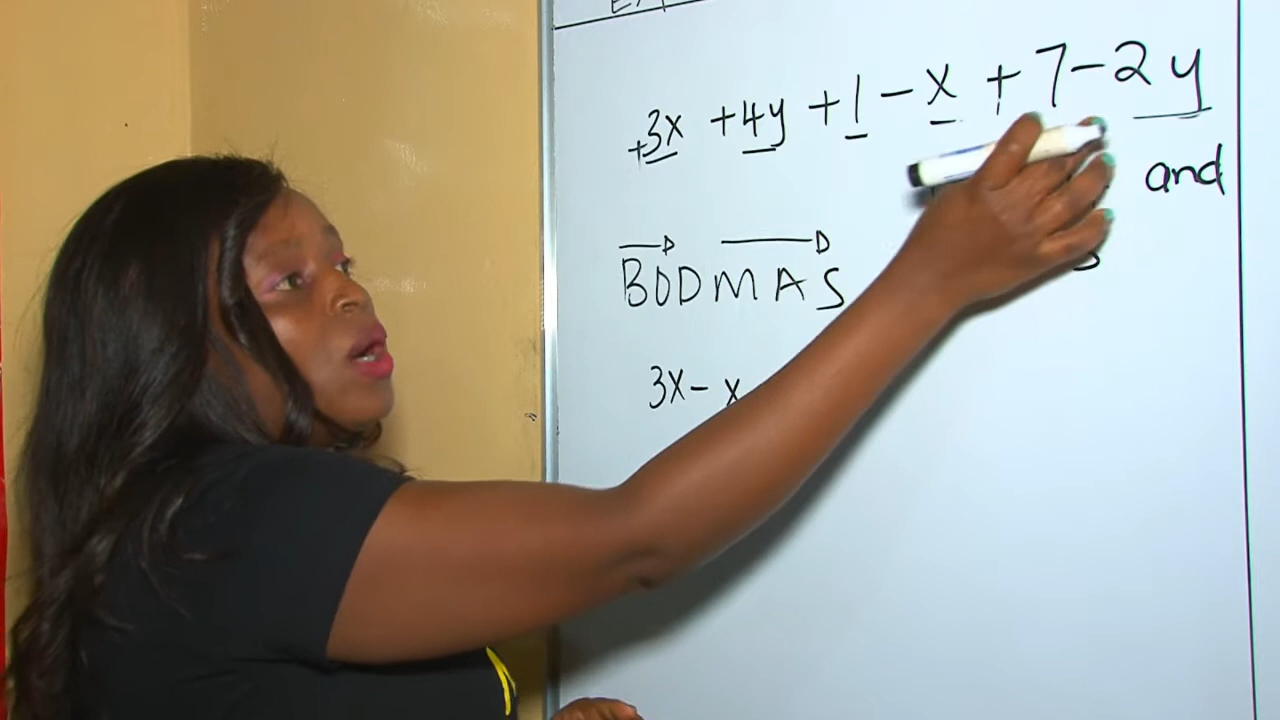 +3x +4y +1 - x + 7 - 2y
and
BODMAS
3x - x